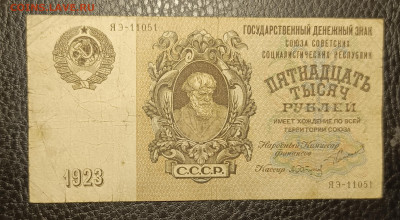 COINSS.RU
ЯЭ-11051
ГОСУДАРСТВЕННЫЙ ДЕНЕЖНЫЙ ЗНАК
СОЮЗА СОВЕТСКИХ
СОЦИАЛИСТИЧЕСКИХ РЕСПУБЛИК
ПЯТНАДЦАТЬ
ТЫСЯЧ
РУБЛЕЙ
ИМЕЕТ ХОЖДЕНИЕ ПО ВСЕЙ
ТЕРРИТОРИИ СОЮЗА
Народный Комиссар
финансов
Кассир
С.С.С.Р.
1923
ЯЭ-11051